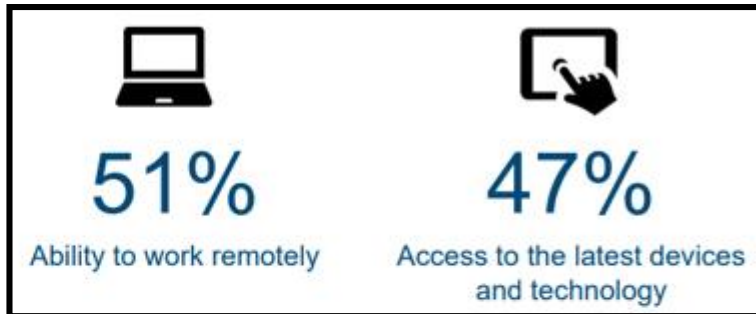 51%
Ability to work remotely
47%
Access to the latest devices
and technology